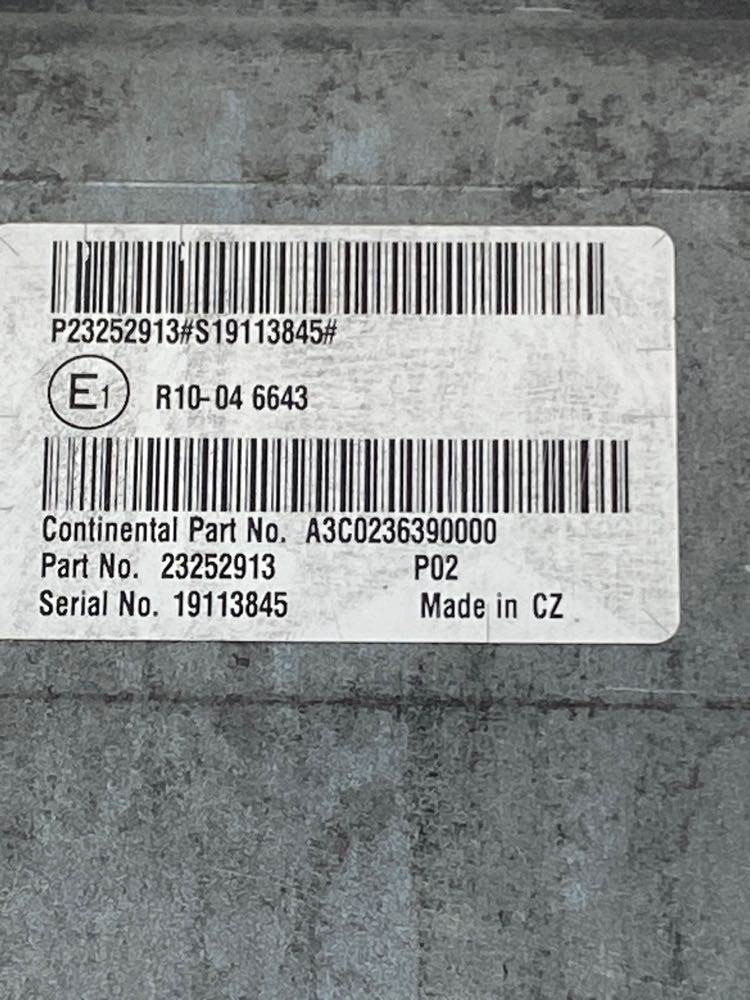 P23252913#S19113845#
E1 R10-04 6643
Continental Part No. A3C0236390000
Part No. 23252913 P02
Serial No. 19113845 Made in CZ